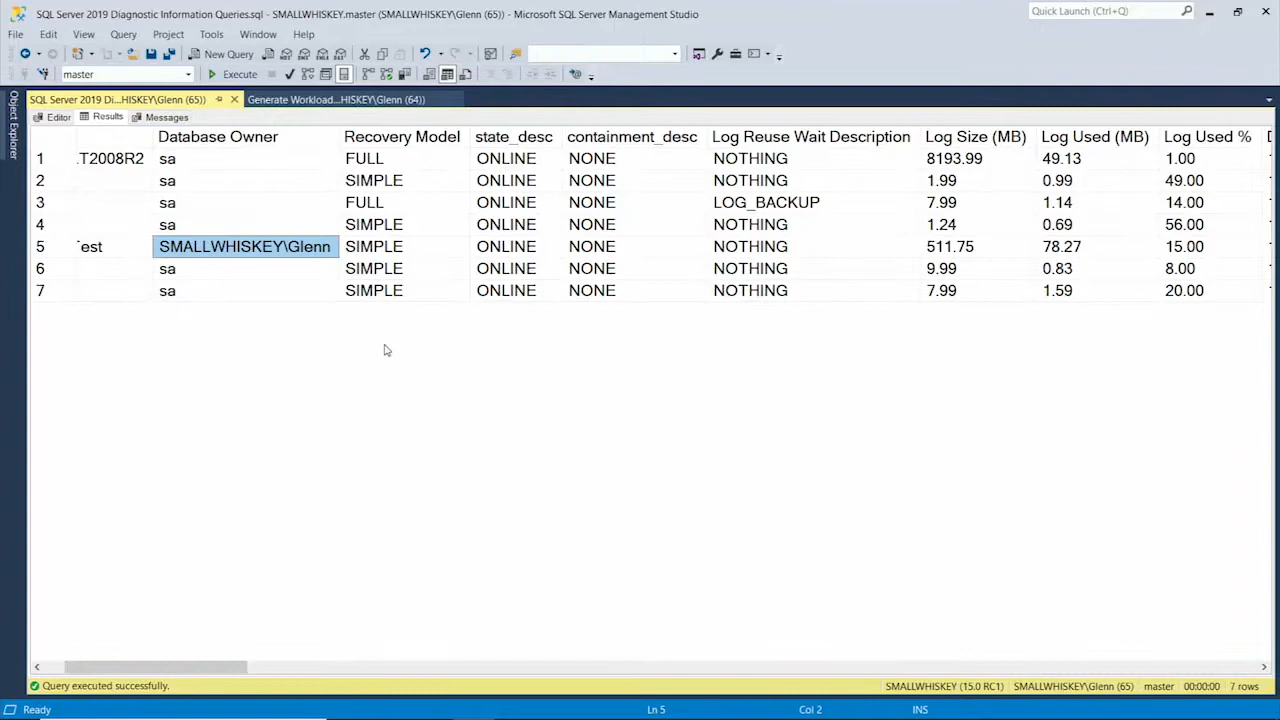 SQL Server 2019 Diagnostic Information Queries.sql - SMALLWHISKEY.master (SMALLWHISKEY\Glenn (65)) - Microsoft SQL Server Management Studio
Quick Launch (Ctrl+Q)
File Edit View Query Project Tools Window Help
New Query
master Execute
SQL Server 2019 Di...HISKEY\Glenn (65)) Generate Workload...HISKEY\Glenn (64))
Object Explorer
Editor Results Messages
Database Owner Recovery Model state_desc containment_desc Log Reuse Wait Description Log Size (MB) Log Used (MB) Log Used %
1 .T2008R2 sa FULL ONLINE NONE NOTHING 8193.99 49.13 1.00
2 sa SIMPLE ONLINE NONE NOTHING 1.99 0.99 49.00
3 sa FULL ONLINE NONE LOG_BACKUP 7.99 1.14 14.00
4 sa SIMPLE ONLINE NONE NOTHING 1.24 0.69 56.00
5 est SMALLWHISKEY\Glenn SIMPLE ONLINE NONE NOTHING 511.75 78.27 15.00
6 sa SIMPLE ONLINE NONE NOTHING 9.99 0.83 8.00
7 sa SIMPLE ONLINE NONE NOTHING 7.99 1.59 20.00
Query executed successfully. SMALLWHISKEY (15.0 RC1) SMALLWHISKEY\Glenn (65) master 00:00:00 7 rows
Ready Ln 5 Col 2 INS